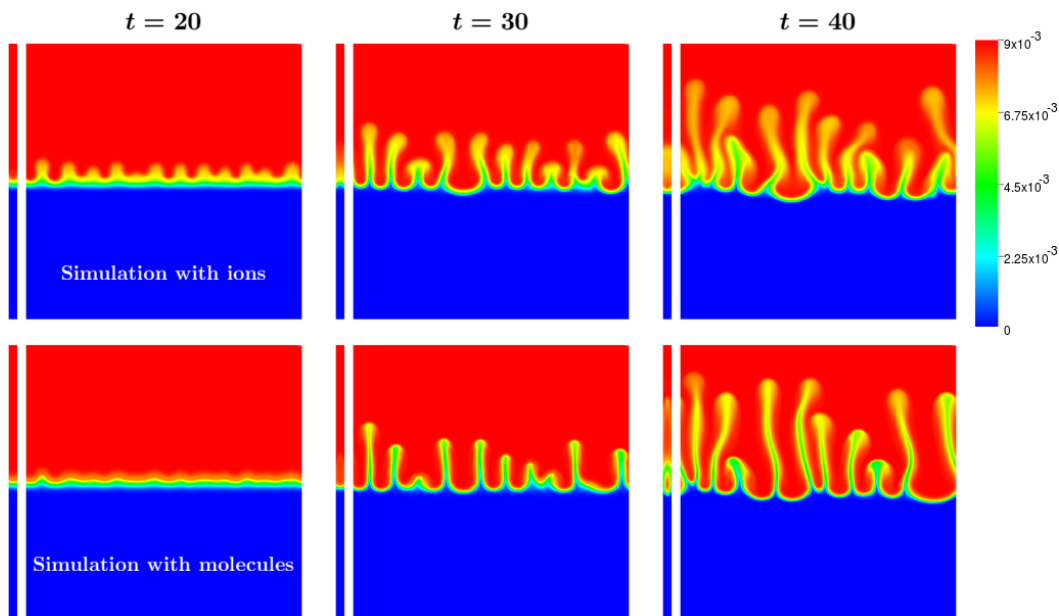 t = 20
t = 30
t = 40
9x10⁻³
6.75x10⁻³
4.5x10⁻³
2.25x10⁻³
0
Simulation with ions
Simulation with molecules